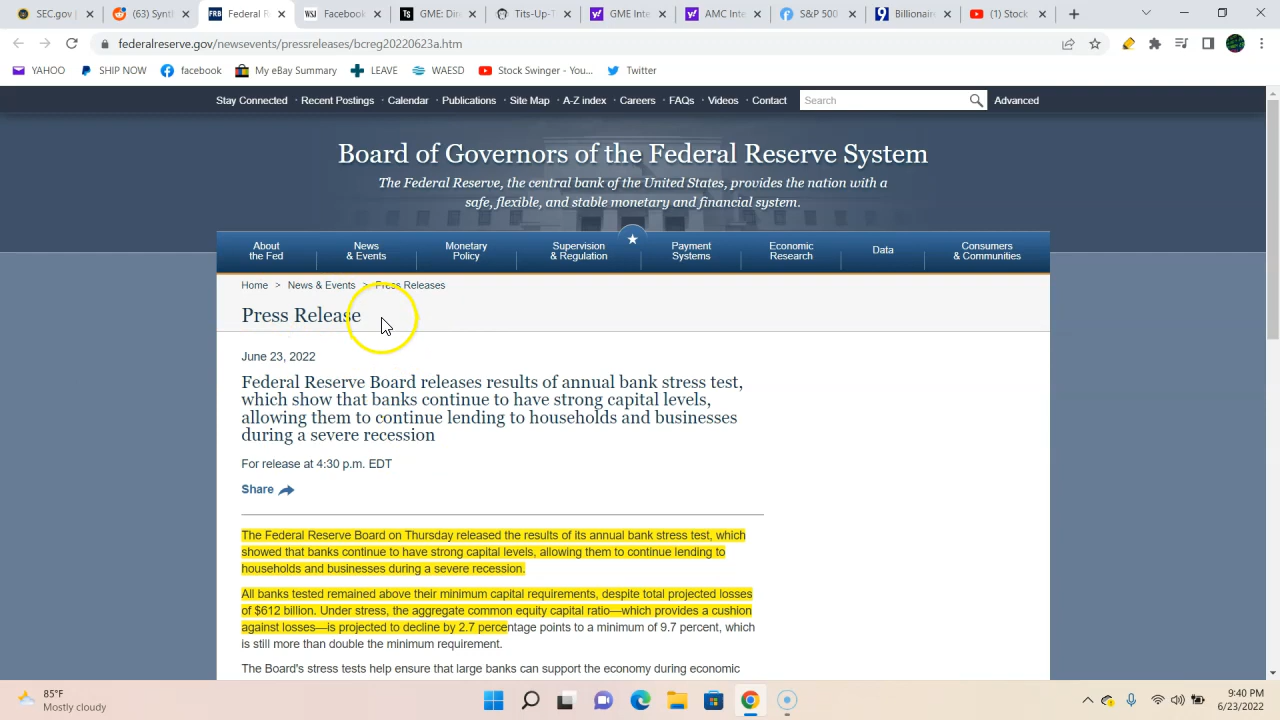 SEC.gov
(63) Synth
Press Rel
Facebook
GME: Dir
Tits-Up
GME Inte
AMC Inte
S&P 500
Billionaire
(1) Stock
federalreserve.gov/newsevents/pressreleases/bcreg20220623a.htm
YAHOO SHIP NOW facebook My eBay Summary LEAVE WAESD Stock Swinger - You... Twitter
Stay Connected · Recent Postings · Calendar · Publications · Site Map · A-Z index · Careers · FAQs · Videos · Contact Search Advanced
Board of Governors of the Federal Reserve System
The Federal Reserve, the central bank of the United States, provides the nation with a
safe, flexible, and stable monetary and financial system.
About
the Fed
News
& Events
Monetary
Policy
Supervision
& Regulation
Payment
Systems
Economic
Research
Data
Consumers
& Communities
Home > News & Events > Press Releases
Press Release
June 23, 2022
Federal Reserve Board releases results of annual bank stress test,
which show that banks continue to have strong capital levels,
allowing them to continue lending to households and businesses
during a severe recession
For release at 4:30 p.m. EDT
Share
The Federal Reserve Board on Thursday released the results of its annual bank stress test, which
showed that banks continue to have strong capital levels, allowing them to continue lending to
households and businesses during a severe recession.
All banks tested remained above their minimum capital requirements, despite total projected losses
of $612 billion. Under stress, the aggregate common equity capital ratio—which provides a cushion
against losses—is projected to decline by 2.7 percentage points to a minimum of 9.7 percent, which
is still more than double the minimum requirement.
The Board's stress tests help ensure that large banks can support the economy during economic
85°F
Mostly cloudy
9:40 PM
6/23/2022